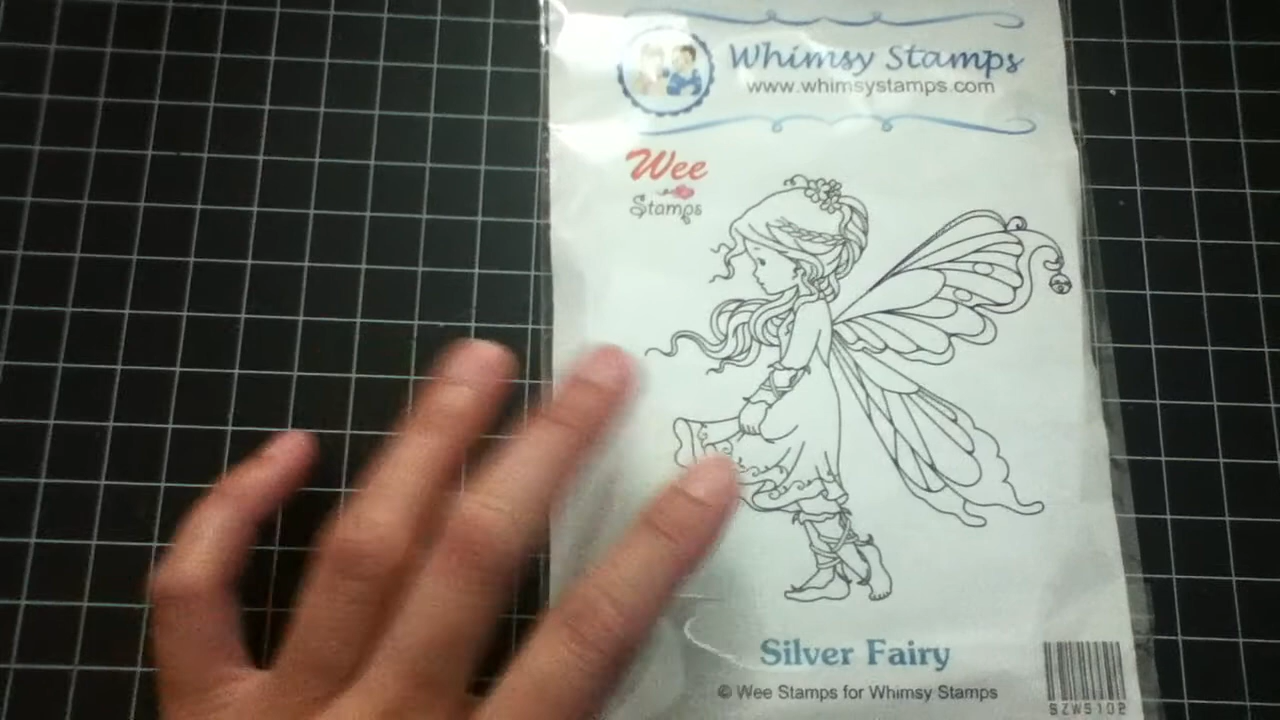 Whimsy Stamps
www.whimsystamps.com
Wee
Stamps
Silver Fairy
© Wee Stamps for Whimsy Stamps
SZWS102